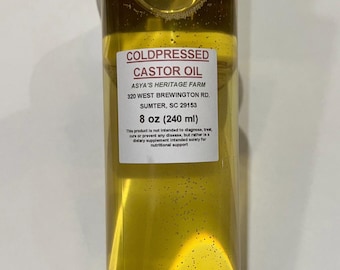 COLDPRESSED
CASTOR OIL
ASYA'S HERITAGE FARM
320 WEST BREWINGTON RD.
SUMTER, SC 29153
8 oz (240 ml)
This product is not intended to diagnose, treat,
cure or prevent any disease, but rather is a
dietary supplement intended solely for
nutritional support